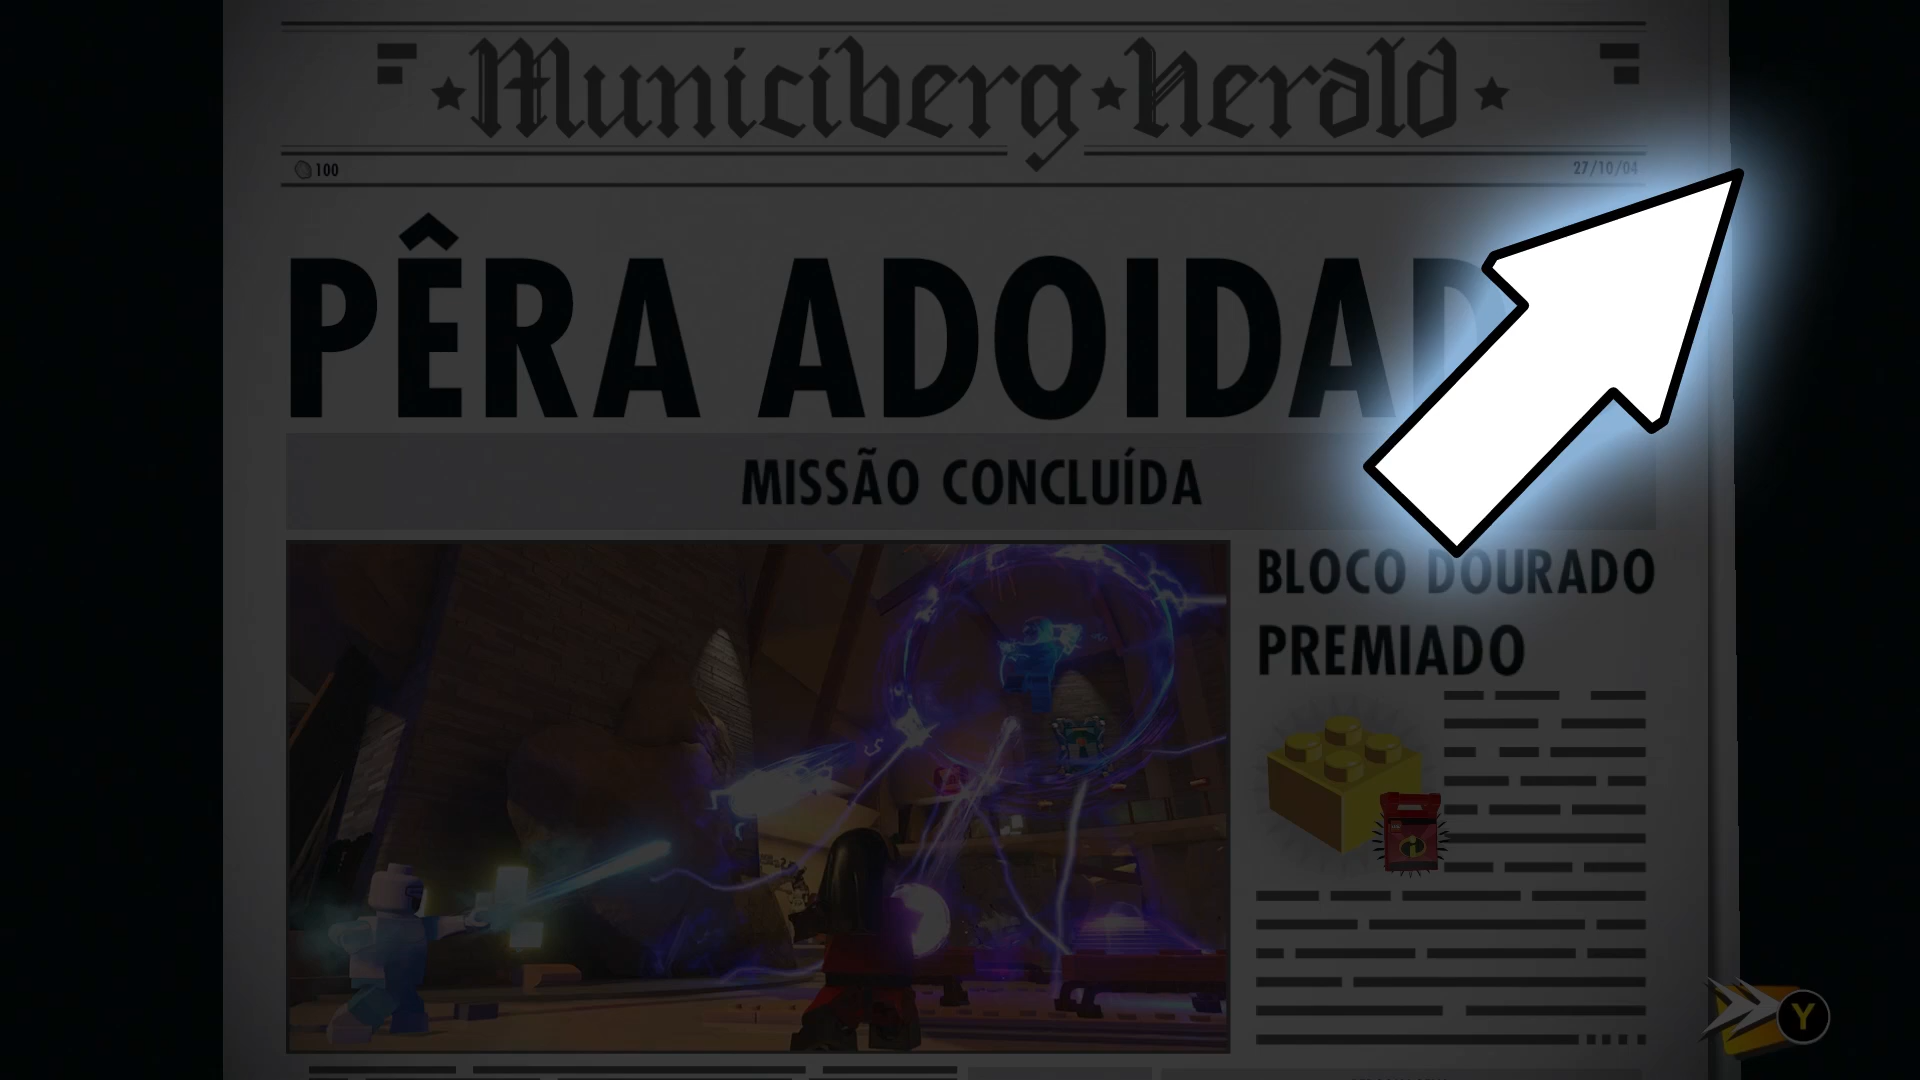 Municiberg Herald
100
27/10/04
PÊRA ADOIDAD
MISSÃO CONCLUÍDA
BLOCO DOURADO
PREMIADO
Y